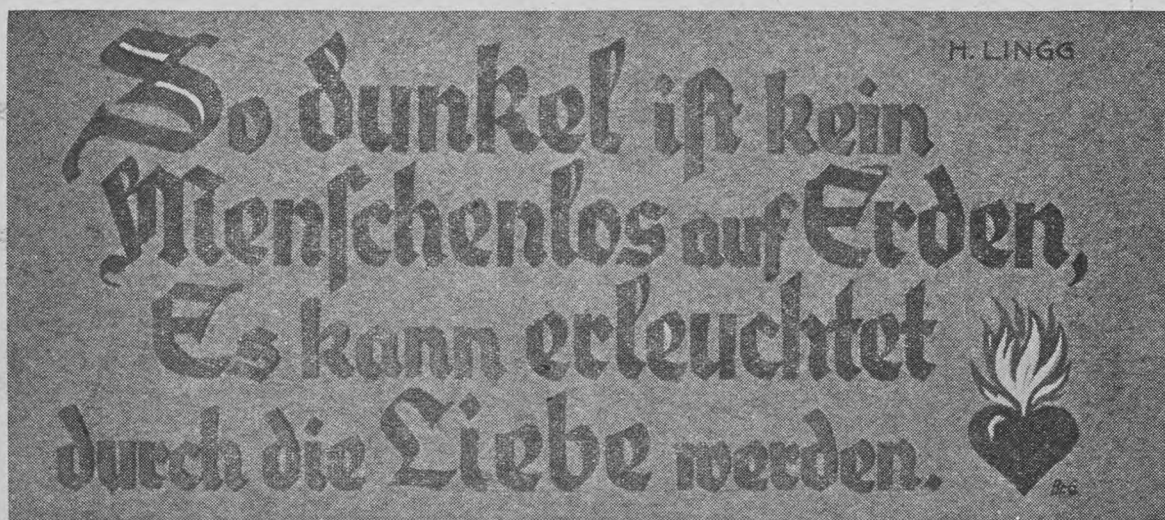 H. LINGG
So dunkel iſt kein
Menſchenlos auf Erden,
Es kann erleuchtet
durch die Liebe werden.